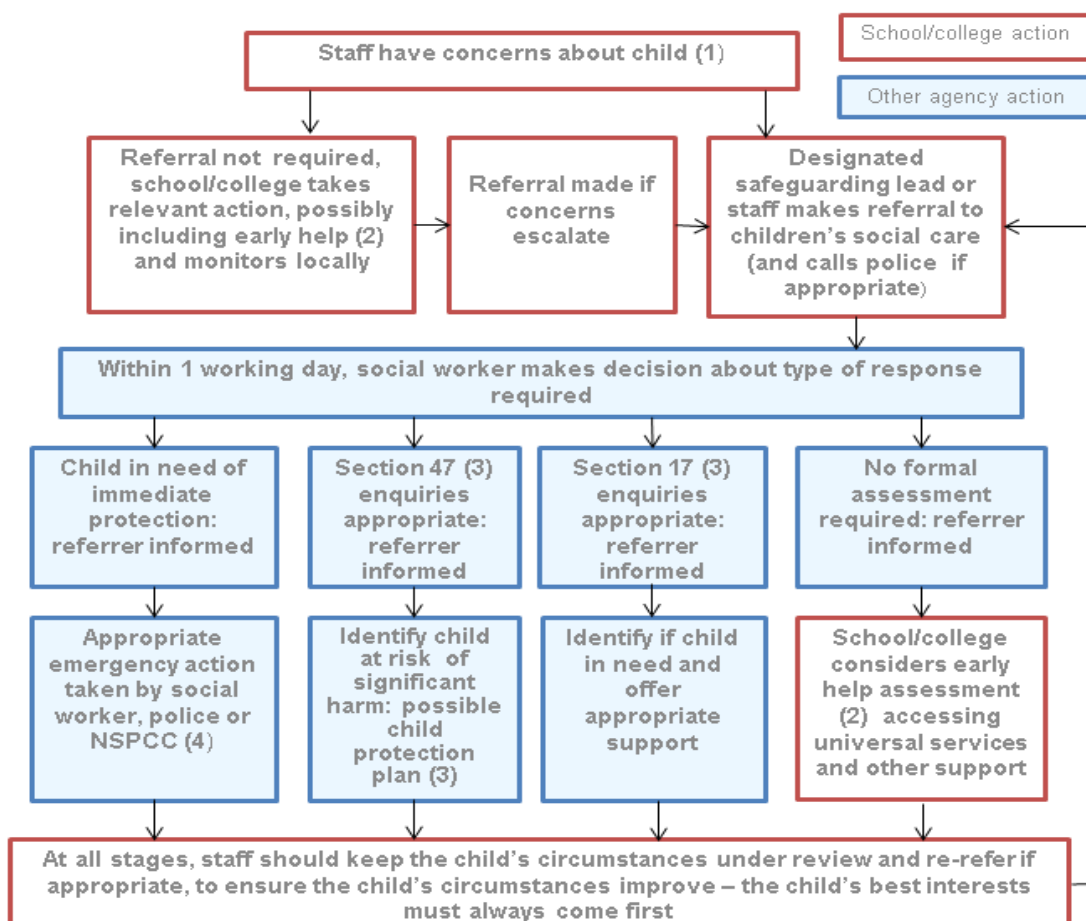 Staff have concerns about child (1)
School/college action
Other agency action
Referral not required,
school/college takes
relevant action, possibly
including early help (2)
and monitors locally
Referral made if
concerns
escalate
Designated
safeguarding lead or
staff makes referral to
children's social care
(and calls police if
appropriate)
Within 1 working day, social worker makes decision about type of response
required
Child in need of
immediate
protection:
referrer informed
Section 47 (3)
enquiries
appropriate:
referrer
informed
Section 17 (3)
enquiries
appropriate:
referrer
informed
No formal
assessment
required: referrer
informed
Appropriate
emergency action
taken by social
worker, police or
NSPCC (4)
Identify child
at risk of
significant
harm: possible
child
protection
plan (3)
Identify if child
in need and
offer
appropriate
support
School/college
considers early
help assessment
(2) accessing
universal services
and other support
At all stages, staff should keep the child's circumstances under review and re-refer if
appropriate, to ensure the child's circumstances improve – the child's best interests
must always come first